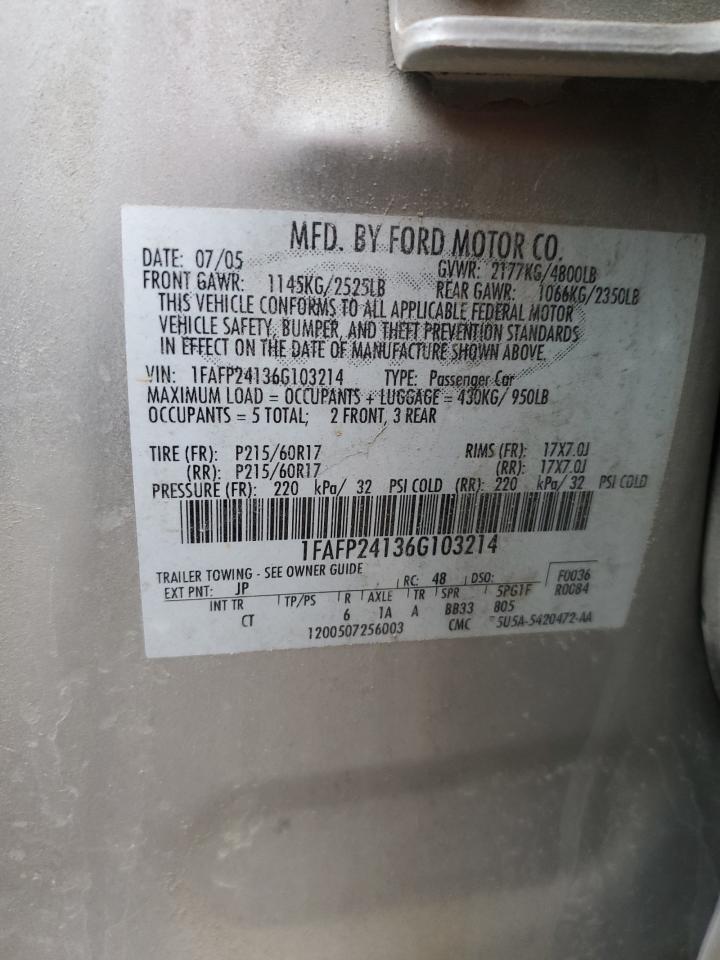 MFD. BY FORD MOTOR CO.
DATE: 07/05 GVWR: 2177KG/4800LB
FRONT GAWR: 1145KG/2525LB REAR GAWR: 1066KG/2350LB
THIS VEHICLE CONFORMS TO ALL APPLICABLE FEDERAL MOTOR
VEHICLE SAFETY, BUMPER, AND THEFT PREVENTION STANDARDS
IN EFFECT ON THE DATE OF MANUFACTURE SHOWN ABOVE.
VIN: 1FAFP24136G103214 TYPE: Passenger Car
MAXIMUM LOAD = OCCUPANTS + LUGGAGE = 430KG/ 950LB
OCCUPANTS = 5 TOTAL; 2 FRONT, 3 REAR
TIRE (FR): P215/60R17 RIMS (FR): 17X7.0J
(RR): P215/60R17 (RR): 17X7.0J
PRESSURE (FR): 220 kPa/ 32 PSI COLD (RR): 220 kPa/ 32 PSI COLD
1FAFP24136G103214
TRAILER TOWING - SEE OWNER GUIDE
EXT PNT: JP RC: 48 DSO: F0036
INT TR TP/PS R AXLE TR SPR 5PG1F R0084
CT 6 1A A BB33 805
1200507256003 CMC 5U5A-5420472-AA